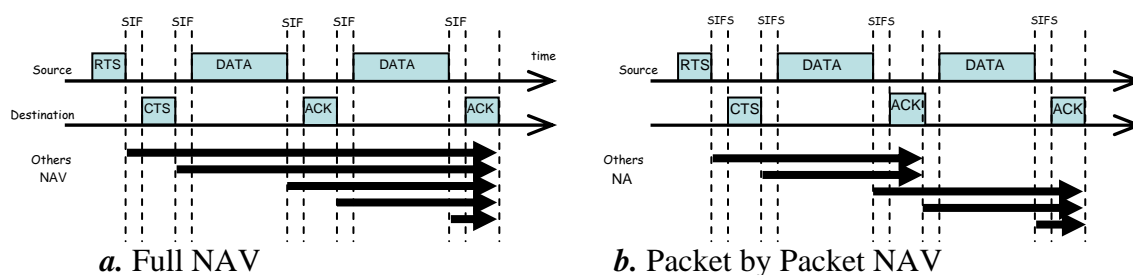 SIF SIF SIF SIF SIF
time
Source RTS DATA DATA
Destination CTS ACK ACK
Others
NAV
a. Full NAV
SIFS SIFS SIFS SIFS
time
Source RTS DATA DATA
CTS ACK ACK
Others
NA
b. Packet by Packet NAV